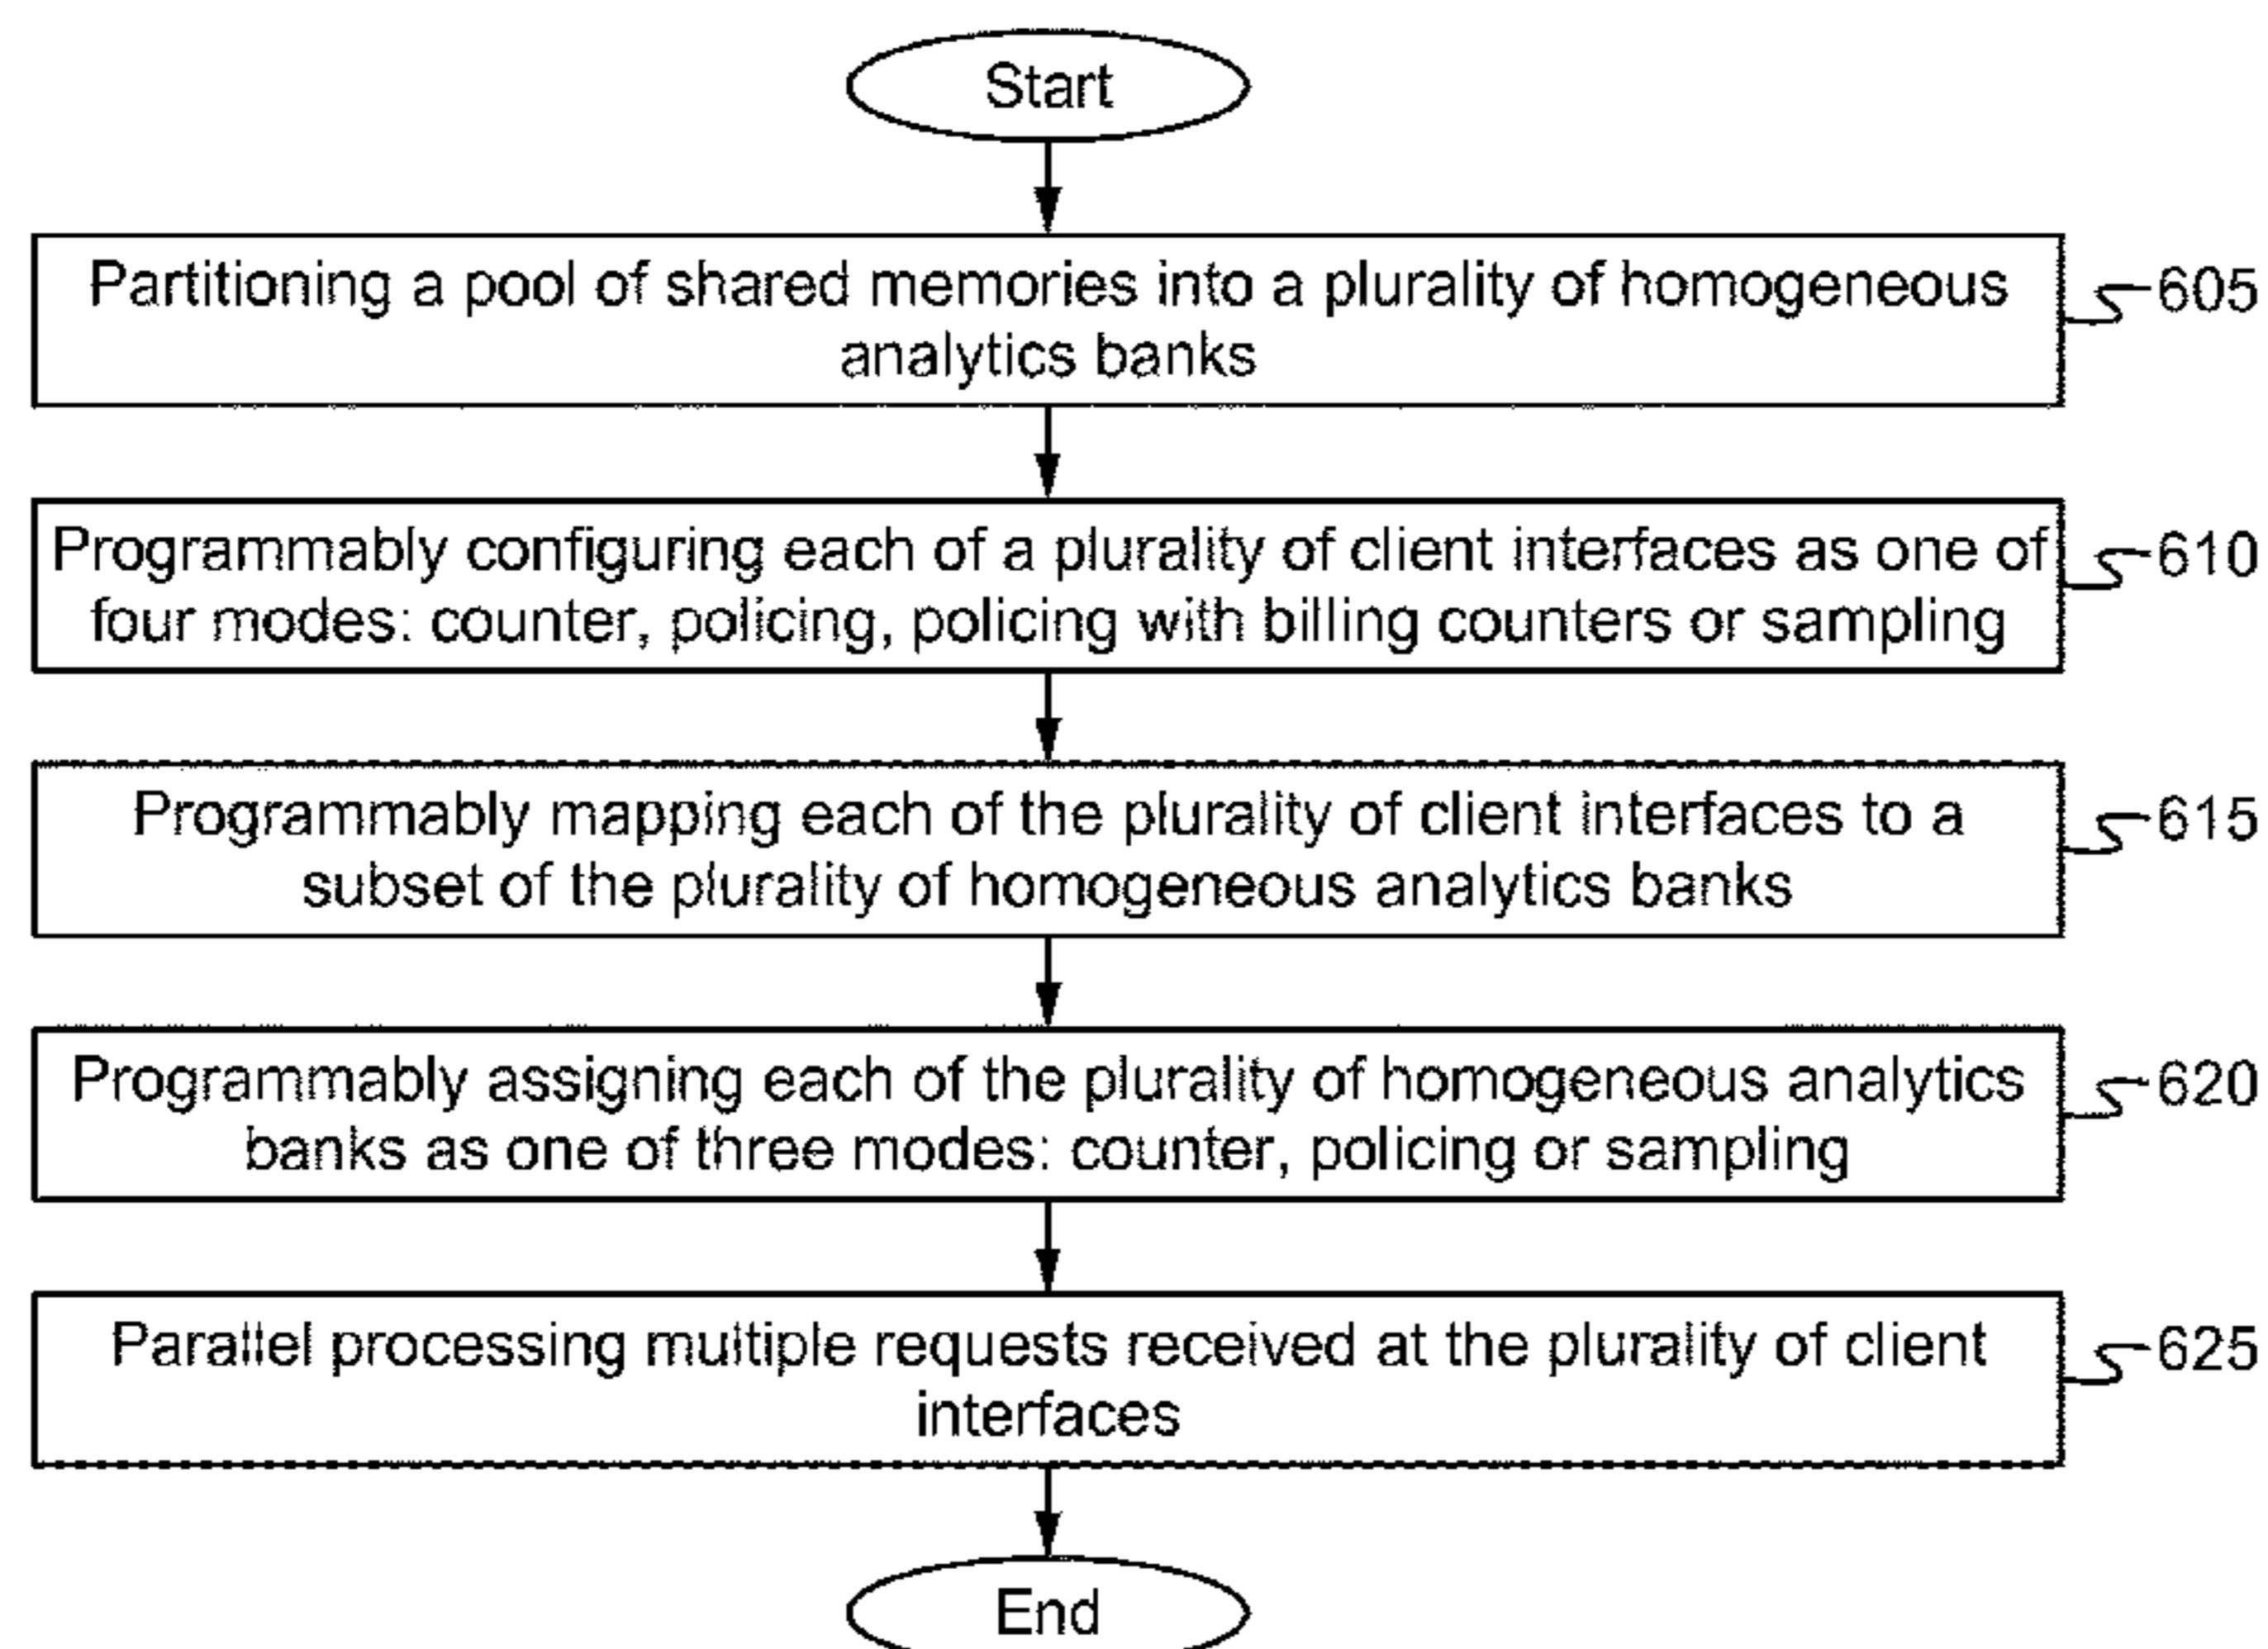 Start
Partitioning a pool of shared memories into a plurality of homogeneous
analytics banks
605
Programmably configuring each of a plurality of client interfaces as one of
four modes: counter, policing, policing with billing counters or sampling
610
Programmably mapping each of the plurality of client interfaces to a
subset of the plurality of homogeneous analytics banks
615
Programmably assigning each of the plurality of homogeneous analytics
banks as one of three modes: counter, policing or sampling
620
Parallel processing multiple requests received at the plurality of client
interfaces
625
End